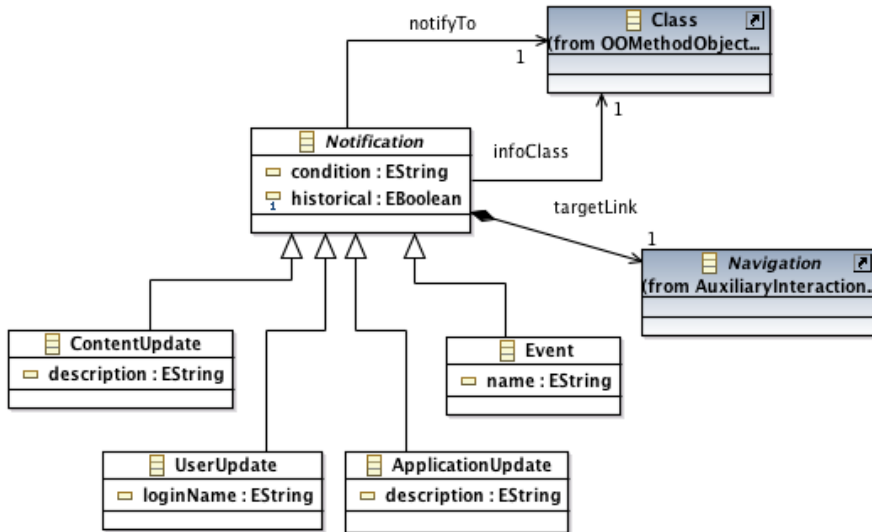 notifyTo
Class
(from OOMethodObject...
1
1
Notification
condition : EString
historical : EBoolean
1
infoClass
targetLink
1
Navigation
(from AuxiliaryInteraction..
ContentUpdate
description : EString
Event
name : EString
UserUpdate
loginName : EString
ApplicationUpdate
description : EString